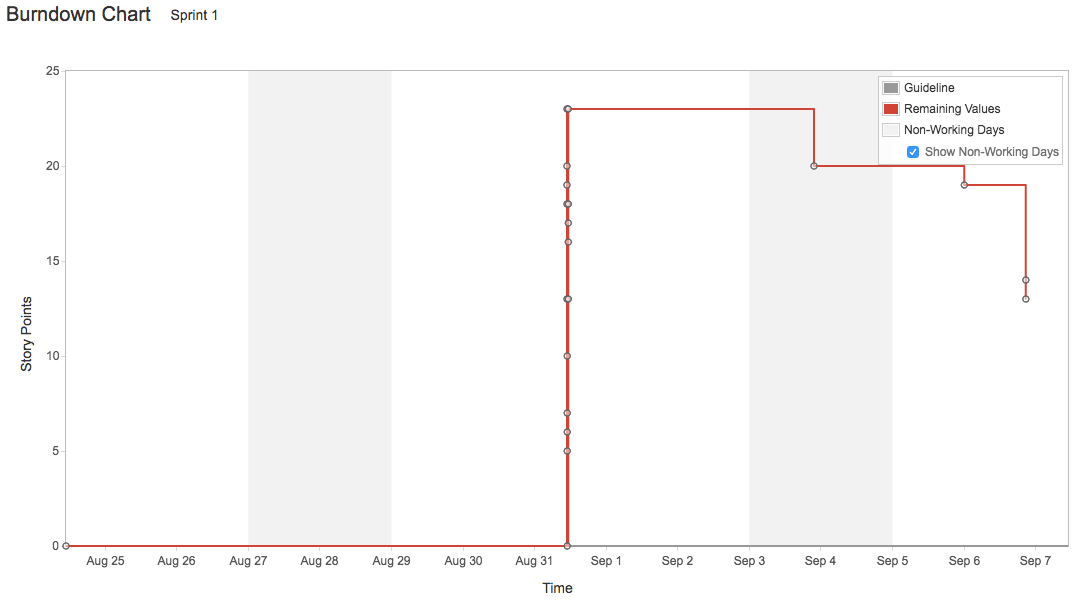 Burndown Chart Sprint 1
25
Guideline
Remaining Values
Non-Working Days
Show Non-Working Days
20
15
Story Points
10
5
0
Aug 25 Aug 26 Aug 27 Aug 28 Aug 29 Aug 30 Aug 31 Sep 1 Sep 2 Sep 3 Sep 4 Sep 5 Sep 6 Sep 7
Time